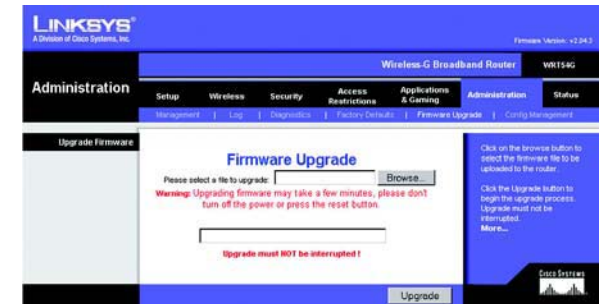 LINKSYS®
A Division of Cisco Systems, Inc.
Firmware Version: v2.04.3
Wireless-G Broadband Router WRT54G
Administration
Setup Wireless Security Access Restrictions Applications & Gaming Administration Status
Management | Log | Diagnostics | Factory Defaults | Firmware Upgrade | Config Management
Upgrade Firmware
Firmware Upgrade
Please select a file to upgrade: Browse...
Warning: Upgrading firmware may take a few minutes, please don't
turn off the power or press the reset button.
Upgrade must NOT be interrupted !
Upgrade
Click on the browse button to
select the firmware file to be
uploaded to the router.
Click the Upgrade button to
begin the upgrade process.
Upgrade must not be
interrupted.
More...
CISCO SYSTEMS